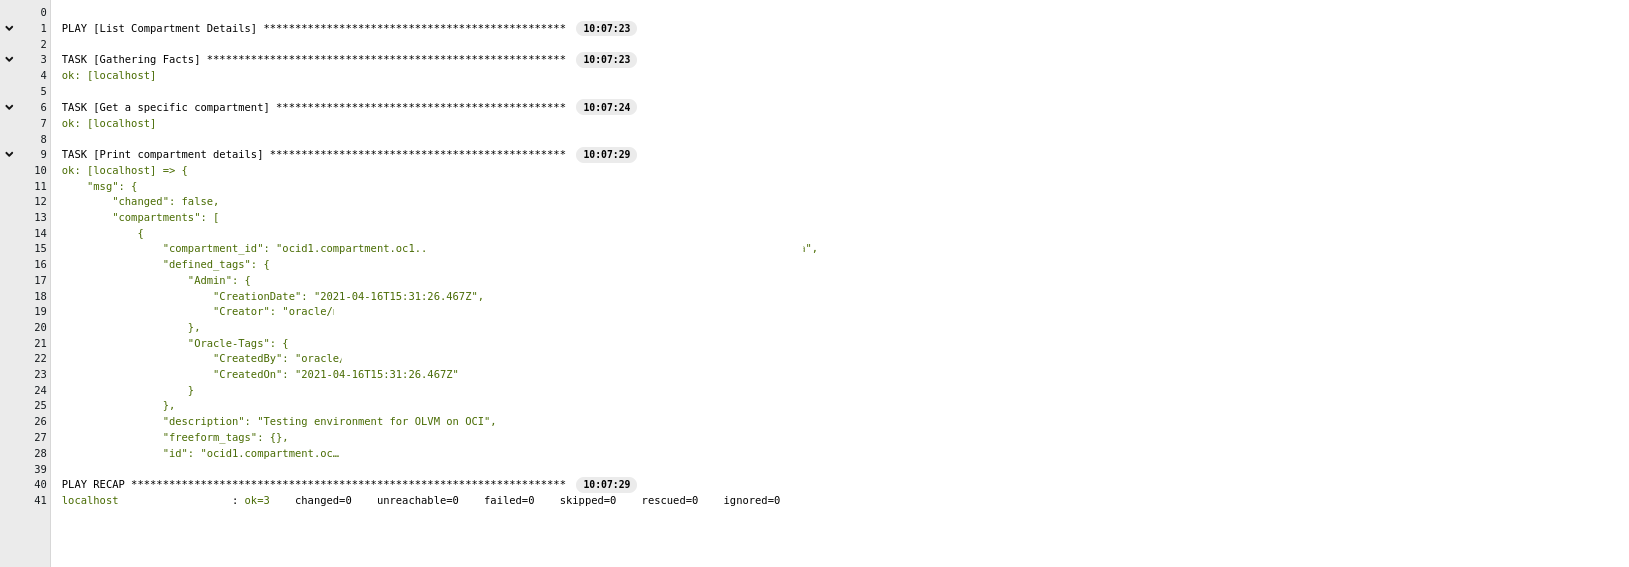 0
1 PLAY [List Compartment Details] ************************************************ 10:07:23
2
3 TASK [Gathering Facts] ********************************************************* 10:07:23
4 ok: [localhost]
5
6 TASK [Get a specific compartment] ********************************************** 10:07:24
7 ok: [localhost]
8
9 TASK [Print compartment details] *********************************************** 10:07:29
10 ok: [localhost] => {
11 "msg": {
12 "changed": false,
13 "compartments": [
14 {
15 "compartment_id": "ocid1.compartment.oc1.. ",
16 "defined_tags": {
17 "Admin": {
18 "CreationDate": "2021-04-16T15:31:26.467Z",
19 "Creator": "oracle/
20 },
21 "Oracle-Tags": {
22 "CreatedBy": "oracle/
23 "CreatedOn": "2021-04-16T15:31:26.467Z"
24 }
25 },
26 "description": "Testing environment for OLVM on OCI",
27 "freeform_tags": {},
28 "id": "ocid1.compartment.oc…
39
40 PLAY RECAP ********************************************************************* 10:07:29
41 localhost : ok=3 changed=0 unreachable=0 failed=0 skipped=0 rescued=0 ignored=0